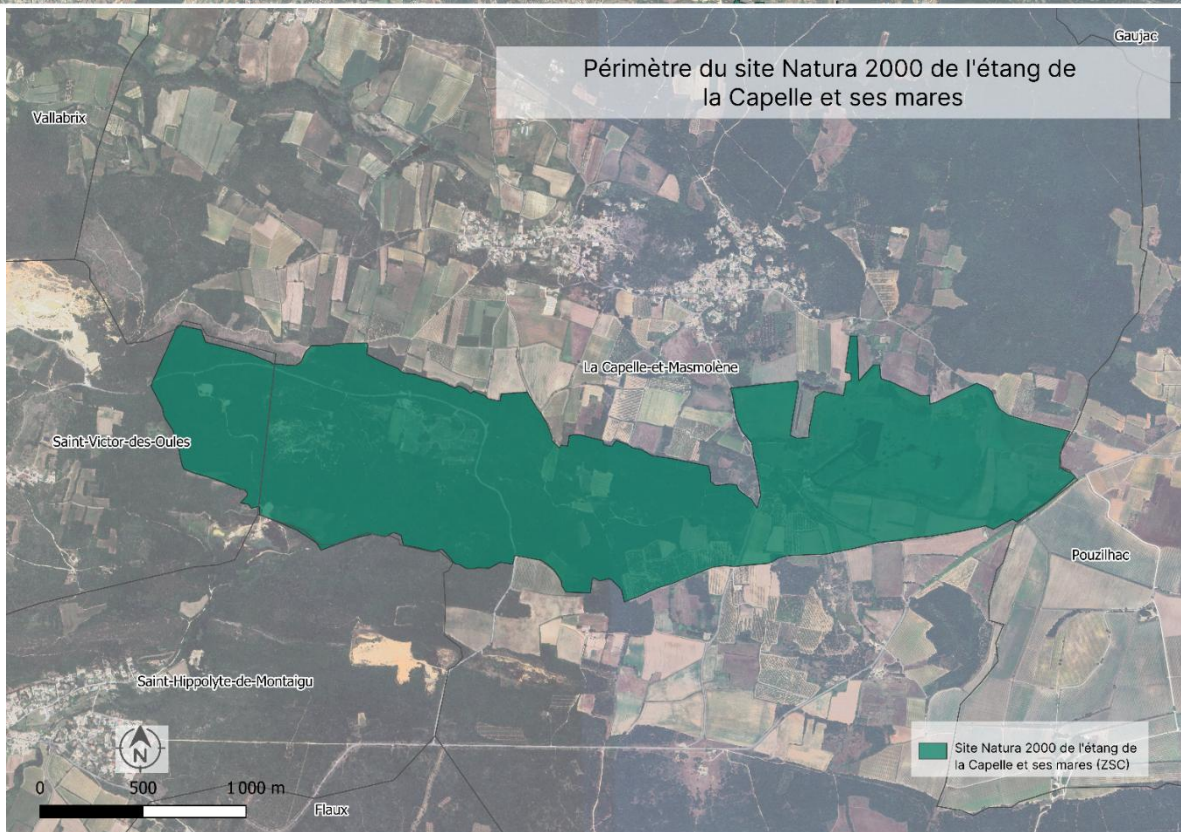 Gaujac
Périmètre du site Natura 2000 de l'étang de
la Capelle et ses mares
Vallabrix
La Capelle-et-Masmolène
Saint-Victor-des-Oules
Pouzilhac
Saint-Hippolyte-de-Montaigu
N
Site Natura 2000 de l'étang de
la Capelle et ses mares (ZSC)
0 500 1 000 m
Flaux